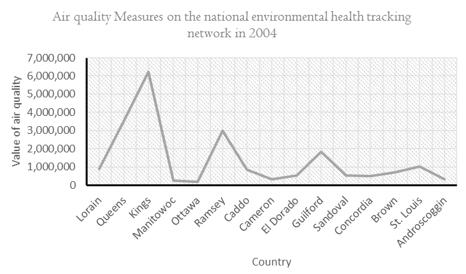 Air quality Measures on the national environmental health tracking
network in 2004
Value of air quality
7,000,000
6,000,000
5,000,000
4,000,000
3,000,000
2,000,000
1,000,000
0
Lorain
Queens
Kings
Manitowoc
Ottawa
Ramsey
Caddo
Cameron
El Dorado
Guilford
Sandoval
Concordia
Brown
St. Louis
Androscoggin
Country